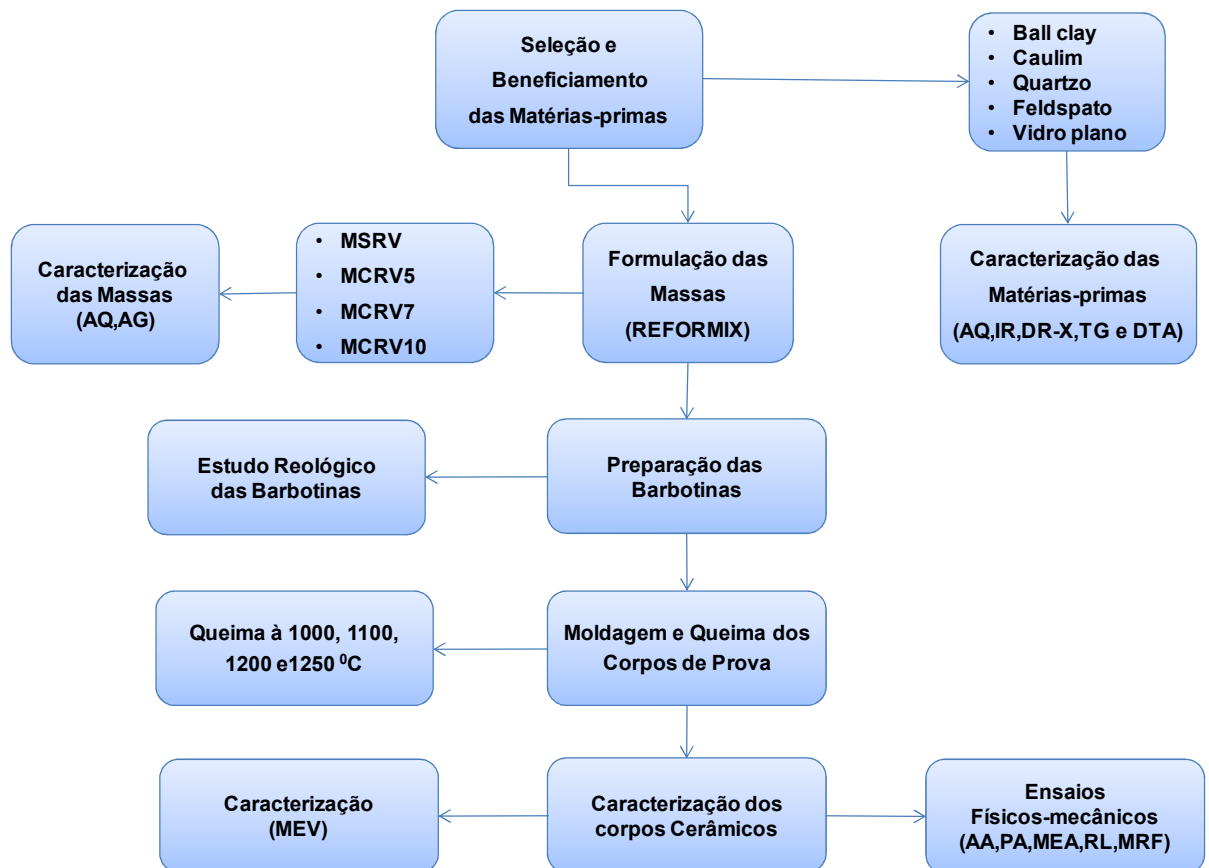 Seleção e
Beneficiamento
das Matérias-primas
• Ball clay
• Caulim
• Quartzo
• Feldspato
• Vidro plano
Caracterização
das Massas
(AQ,AG)
• MSRV
• MCRV5
• MCRV7
• MCRV10
Formulação das
Massas
(REFORMIX)
Caracterização das
Matérias-primas
(AQ,IR,DR-X,TG e DTA)
Estudo Reológico
das Barbotinas
Preparação das
Barbotinas
Queima à 1000, 1100,
1200 e1250 ⁰C
Moldagem e Queima dos
Corpos de Prova
Caracterização
(MEV)
Caracterização dos
corpos Cerâmicos
Ensaios
Físicos-mecânicos
(AA,PA,MEA,RL,MRF)